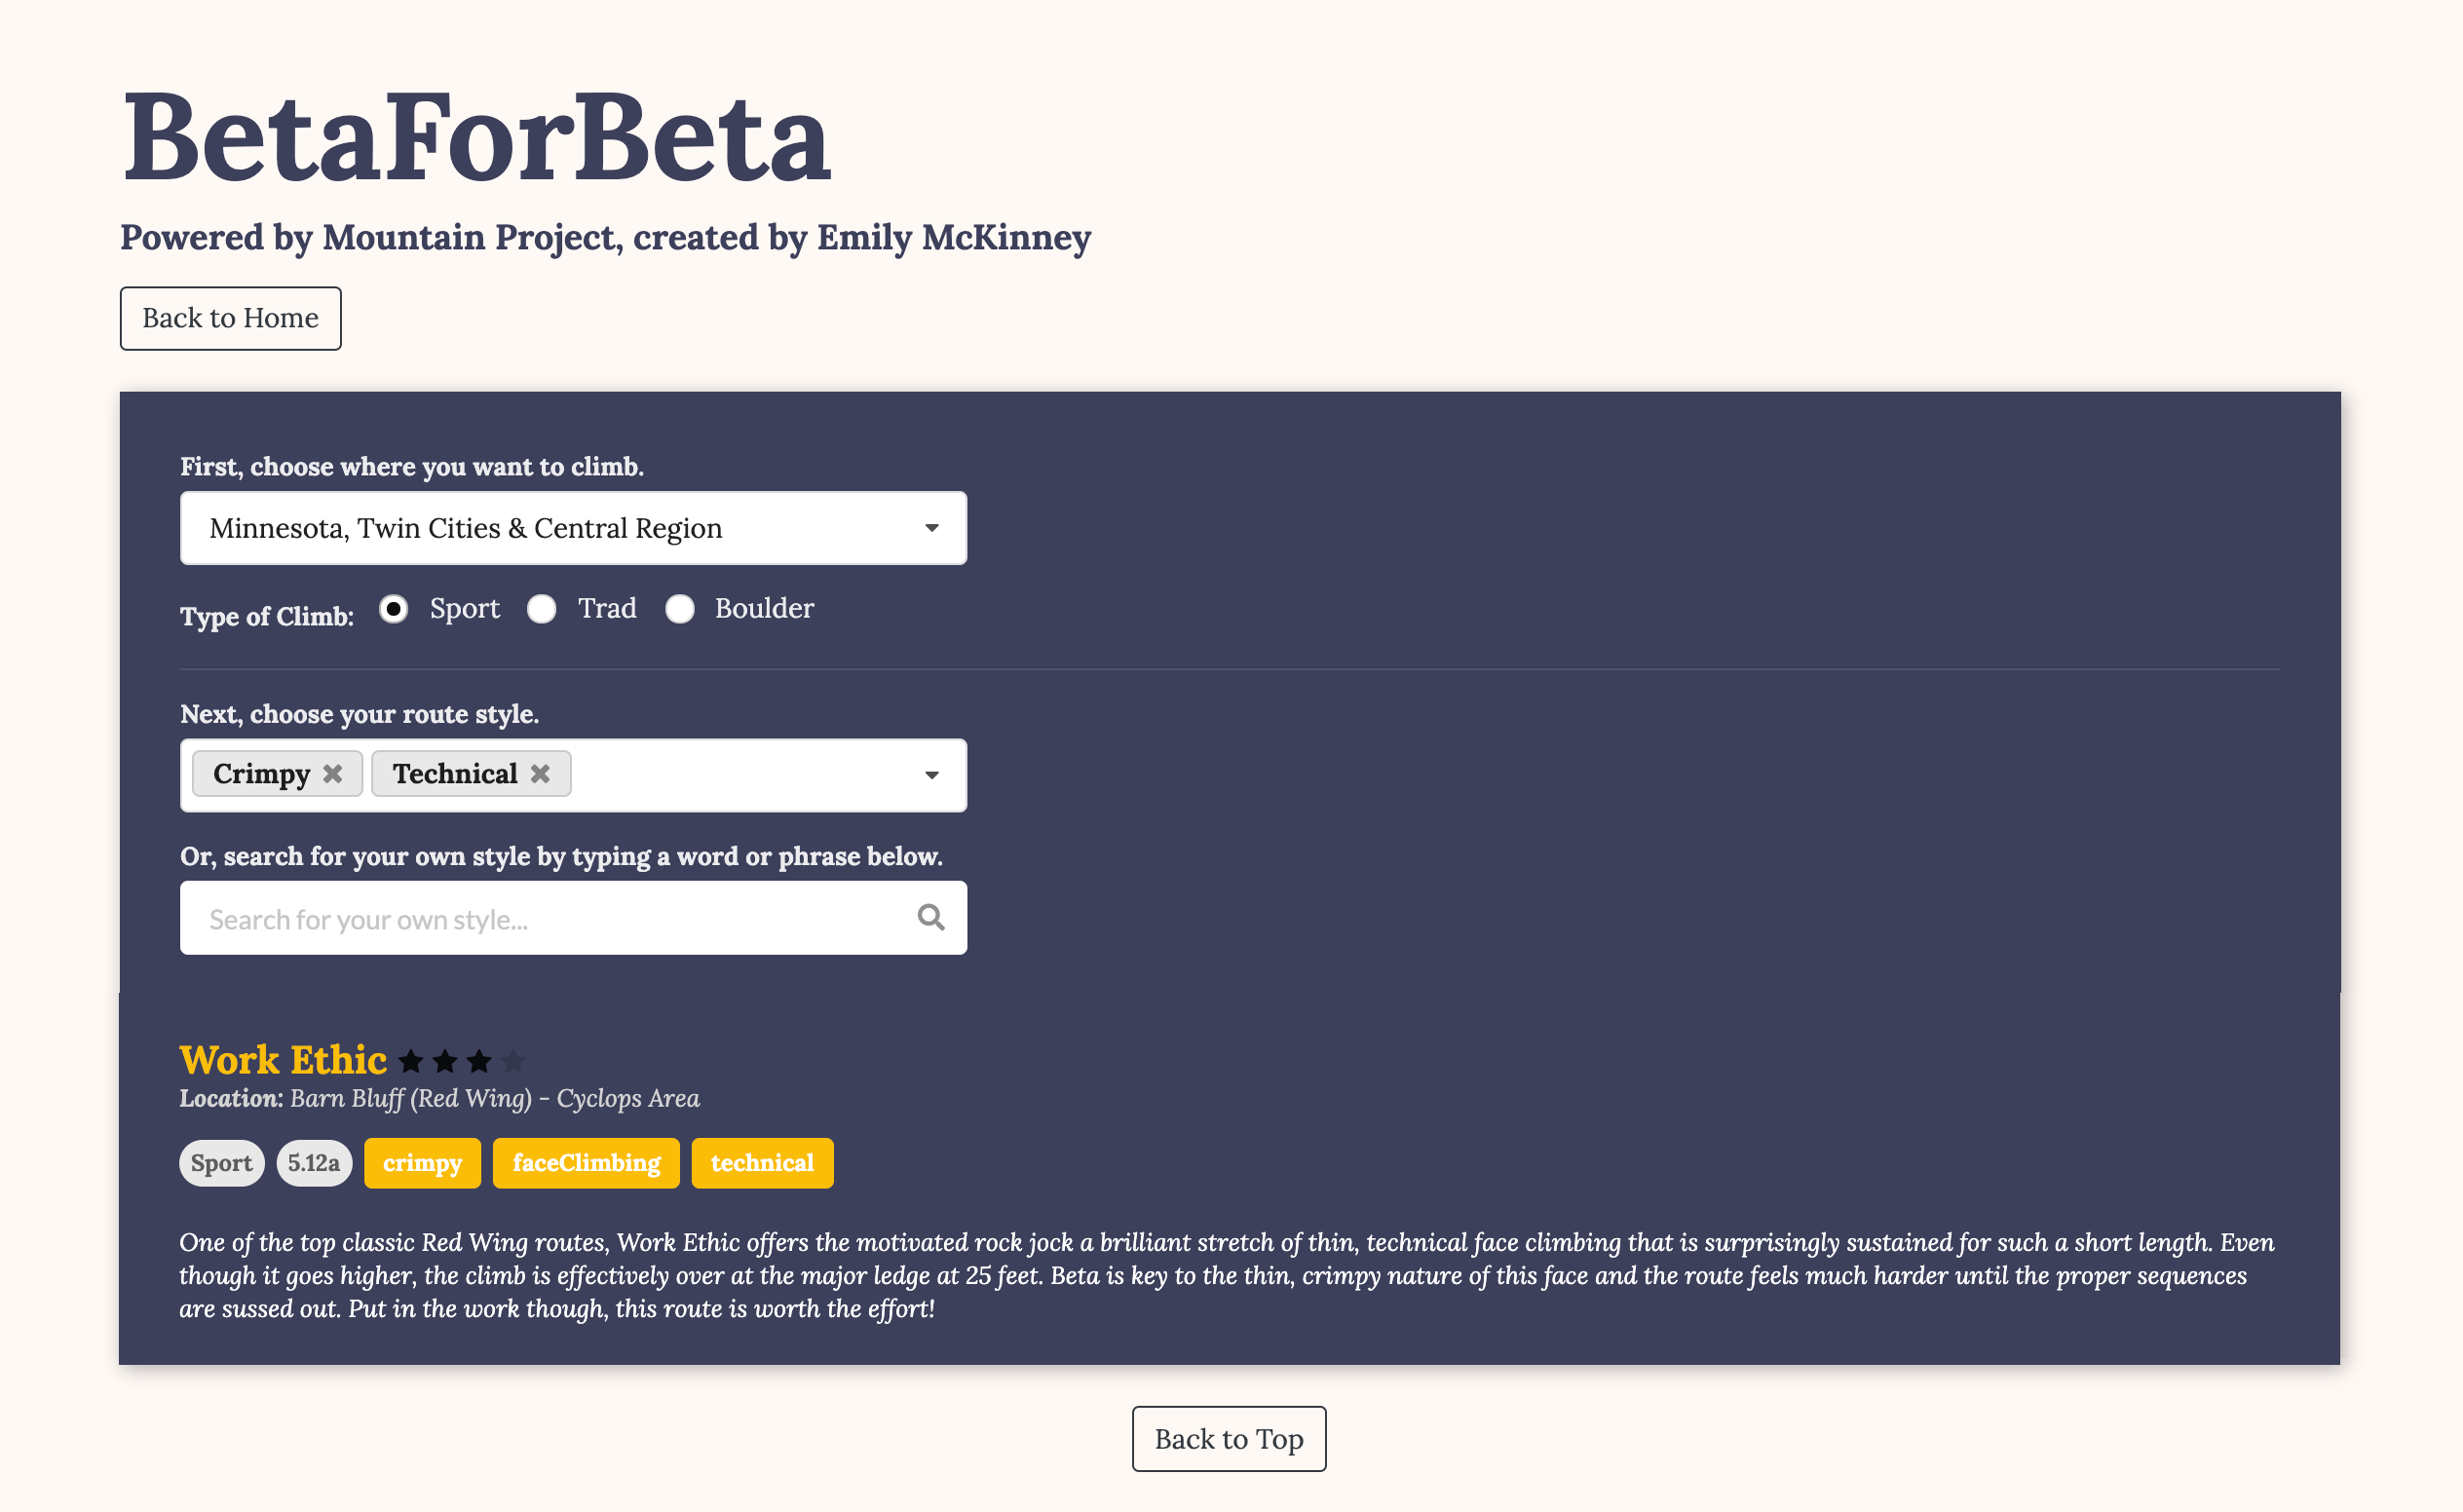 BetaForBeta
Powered by Mountain Project, created by Emily McKinney
Back to Home
First, choose where you want to climb.
Minnesota, Twin Cities & Central Region
Type of Climb: Sport Trad Boulder
Next, choose your route style.
Crimpy Technical
Or, search for your own style by typing a word or phrase below.
Search for your own style...
Work Ethic
Location: Barn Bluff (Red Wing) - Cyclops Area
Sport 5.12a crimpy faceClimbing technical
One of the top classic Red Wing routes, Work Ethic offers the motivated rock jock a brilliant stretch of thin, technical face climbing that is surprisingly sustained for such a short length. Even
though it goes higher, the climb is effectively over at the major ledge at 25 feet. Beta is key to the thin, crimpy nature of this face and the route feels much harder until the proper sequences
are sussed out. Put in the work though, this route is worth the effort!
Back to Top